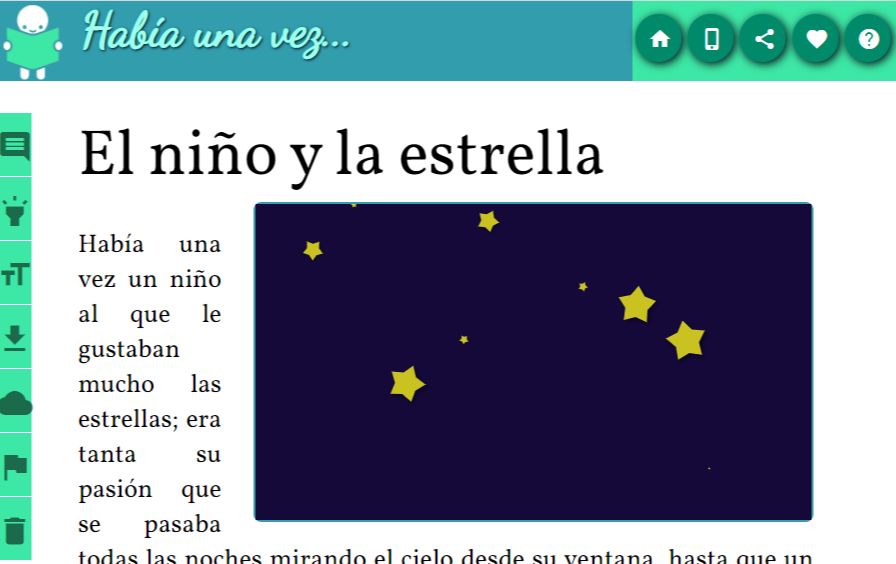 Había una vez...
El niño y la estrella
Había una
vez un niño
al que le
gustaban
mucho las
estrellas; era
tanta su
pasión que
se pasaba
todas las noches mirando el cielo desde su ventana, hasta que un